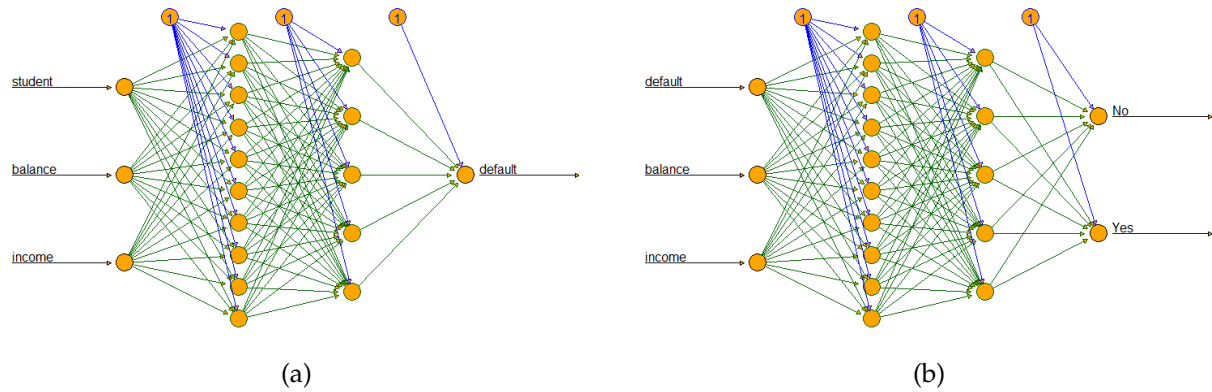 1 1 1
student
balance
income
default
(a)
1 1 1
default
balance
income
No
Yes
(b)